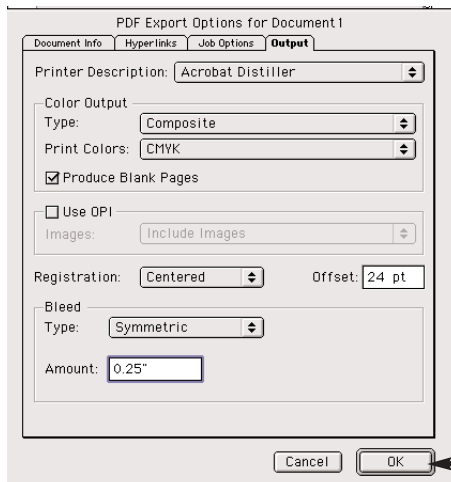 PDF Export Options for Document1
Document Info Hyperlinks Job Options Output
Printer Description: Acrobat Distiller
Color Output
Type: Composite
Print Colors: CMYK
Produce Blank Pages
Use OPI
Images: Include Images
Registration: Centered Offset: 24 pt
Bleed
Type: Symmetric
Amount: 0.25"
Cancel OK